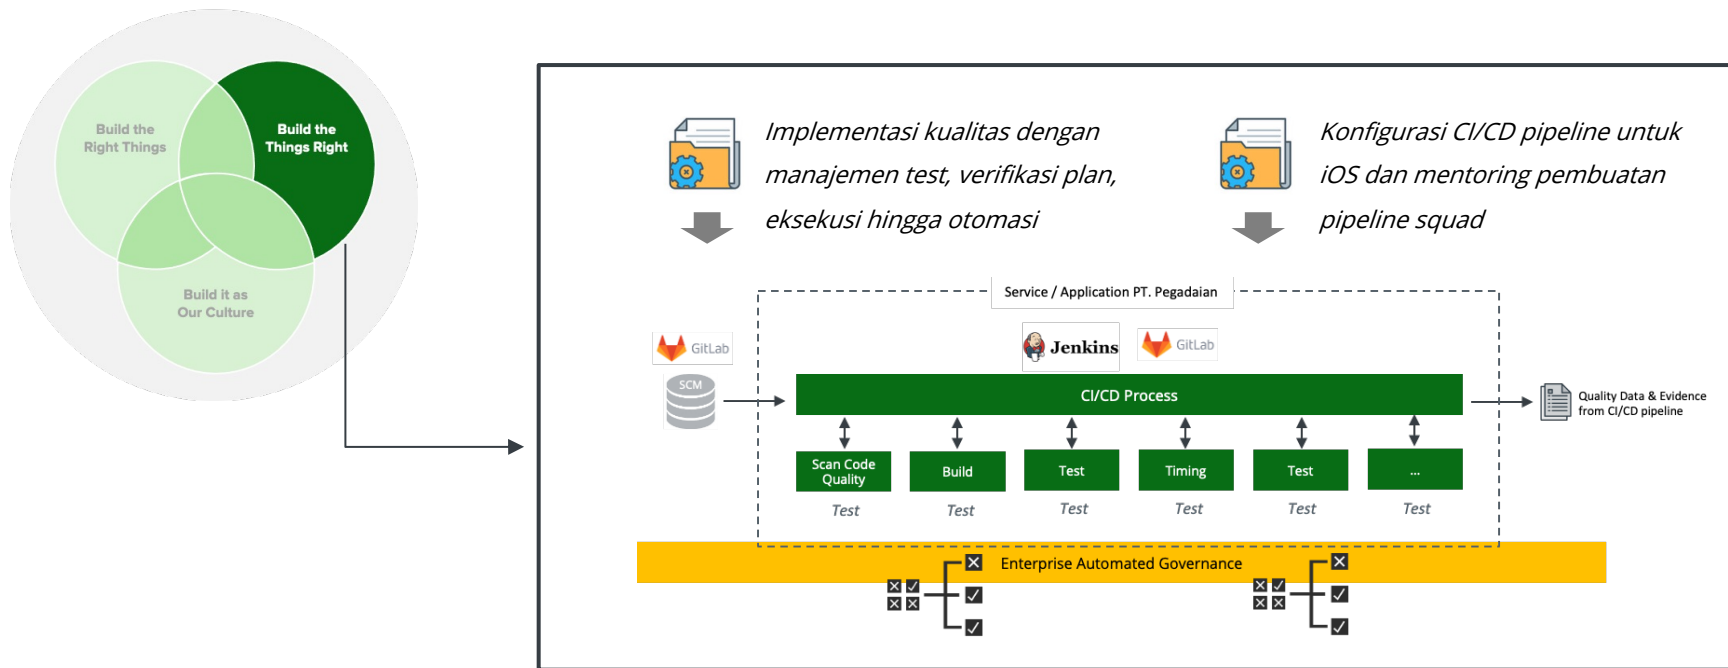 Build the
Right Things
Build the
Things Right
Build it as
Our Culture
Implementasi kualitas dengan
manajemen test, verifikasi plan,
eksekusi hingga otomasi
Konfigurasi CI/CD pipeline untuk
iOS dan mentoring pembuatan
pipeline squad
Service / Application PT. Pegadaian
GitLab
Jenkins
GitLab
SCM
CI/CD Process
Quality Data & Evidence
from CI/CD pipeline
Scan Code
Quality
Build
Test
Timing
Test
...
Test
Test
Test
Test
Test
Test
Enterprise Automated Governance